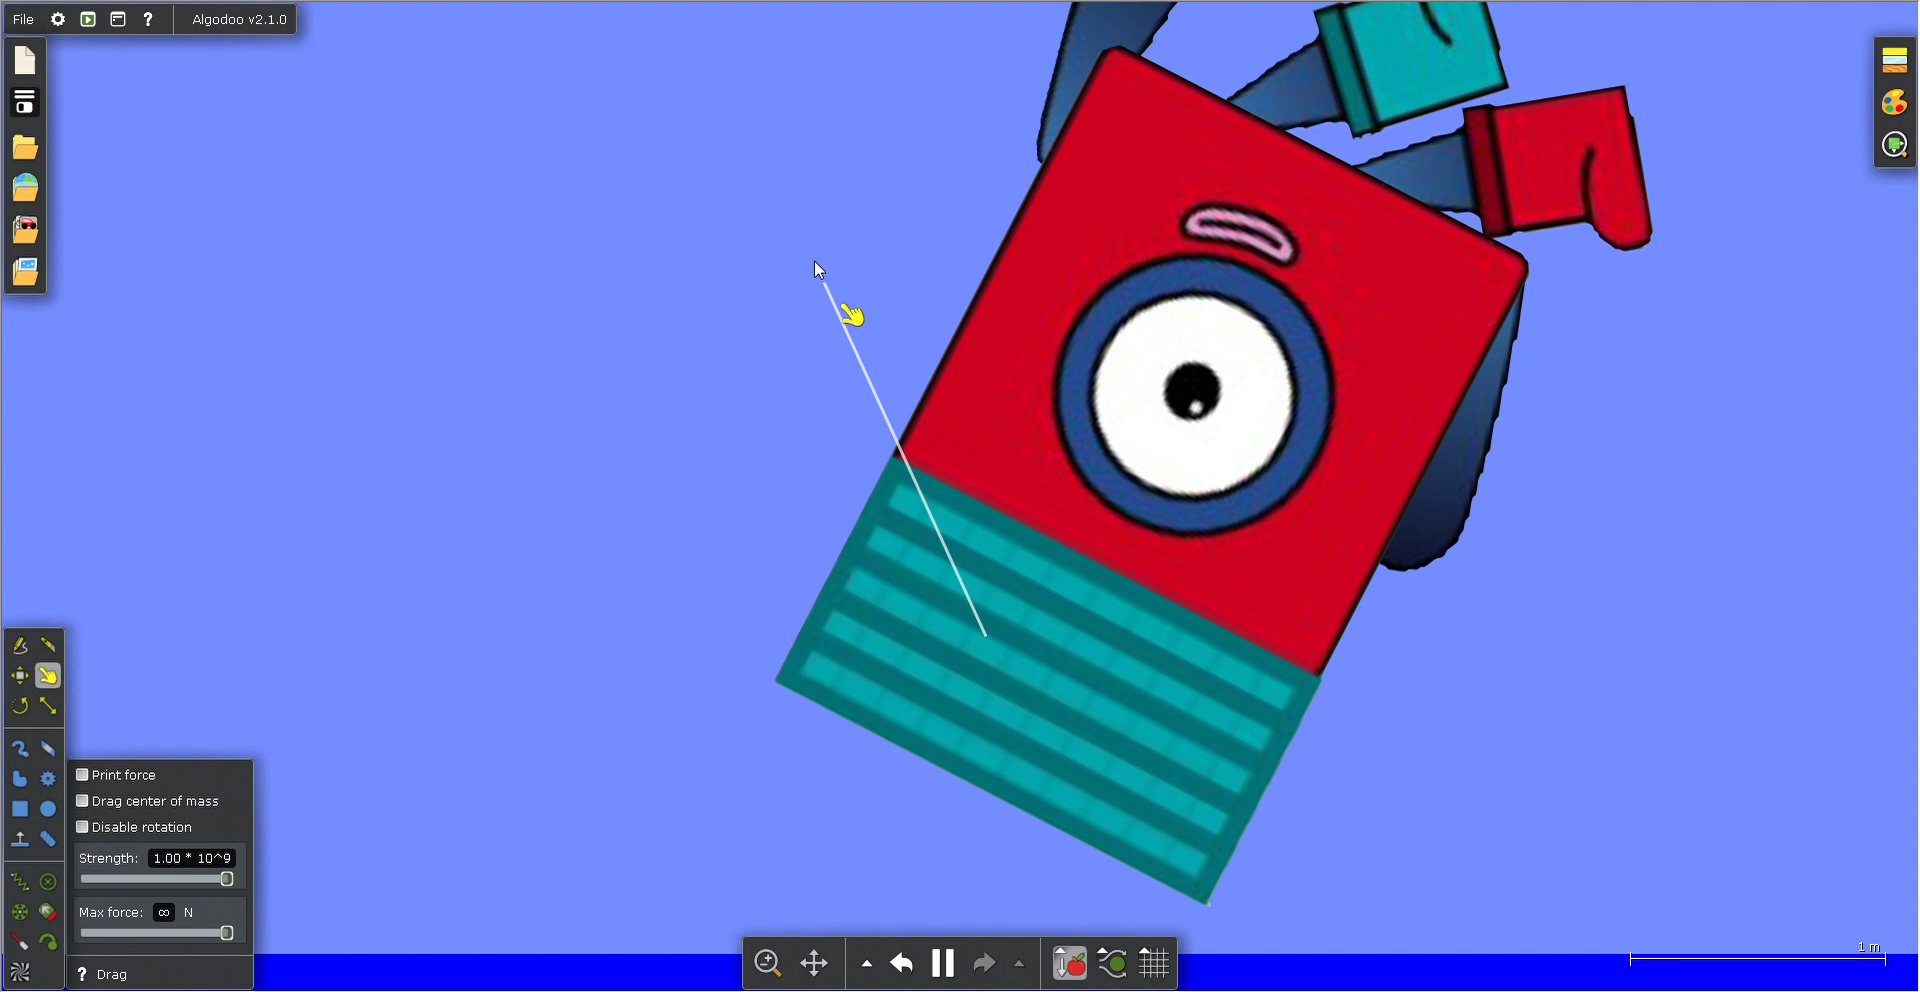 File ? Algodoo v2.1.0
Print force
Drag center of mass
Disable rotation
Strength: 1.00 * 10^9
Max force: ∞ N
? Drag
1 m